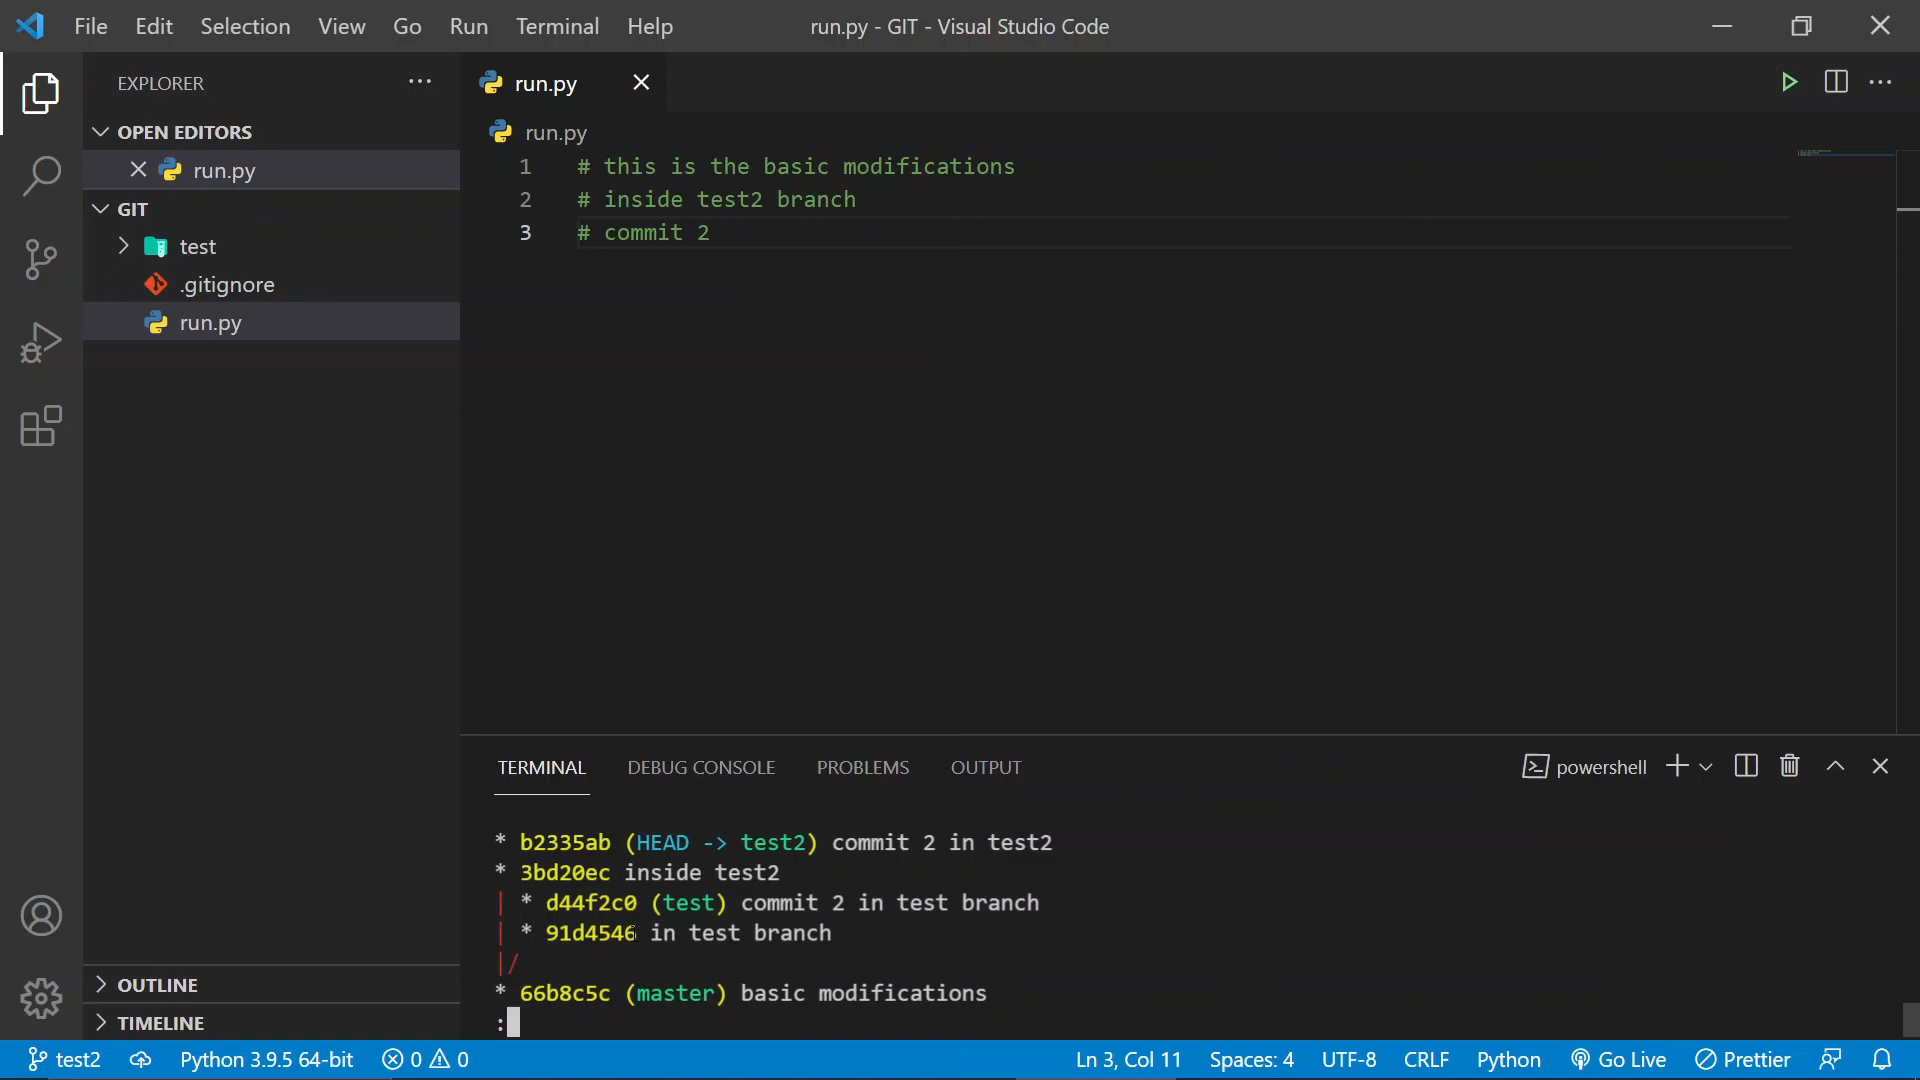 File Edit Selection View Go Run Terminal Help run.py - GIT - Visual Studio Code
EXPLORER
OPEN EDITORS
run.py
GIT
test
.gitignore
run.py
OUTLINE
TIMELINE
run.py
run.py
1 # this is the basic modifications
2 # inside test2 branch
3 # commit 2
TERMINAL DEBUG CONSOLE PROBLEMS OUTPUT powershell
* b2335ab (HEAD -> test2) commit 2 in test2
* 3bd20ec inside test2
| * d44f2c0 (test) commit 2 in test branch
| * 91d4546 in test branch
|/
* 66b8c5c (master) basic modifications
:
test2 Python 3.9.5 64-bit 0 0 Ln 3, Col 11 Spaces: 4 UTF-8 CRLF Python Go Live Prettier